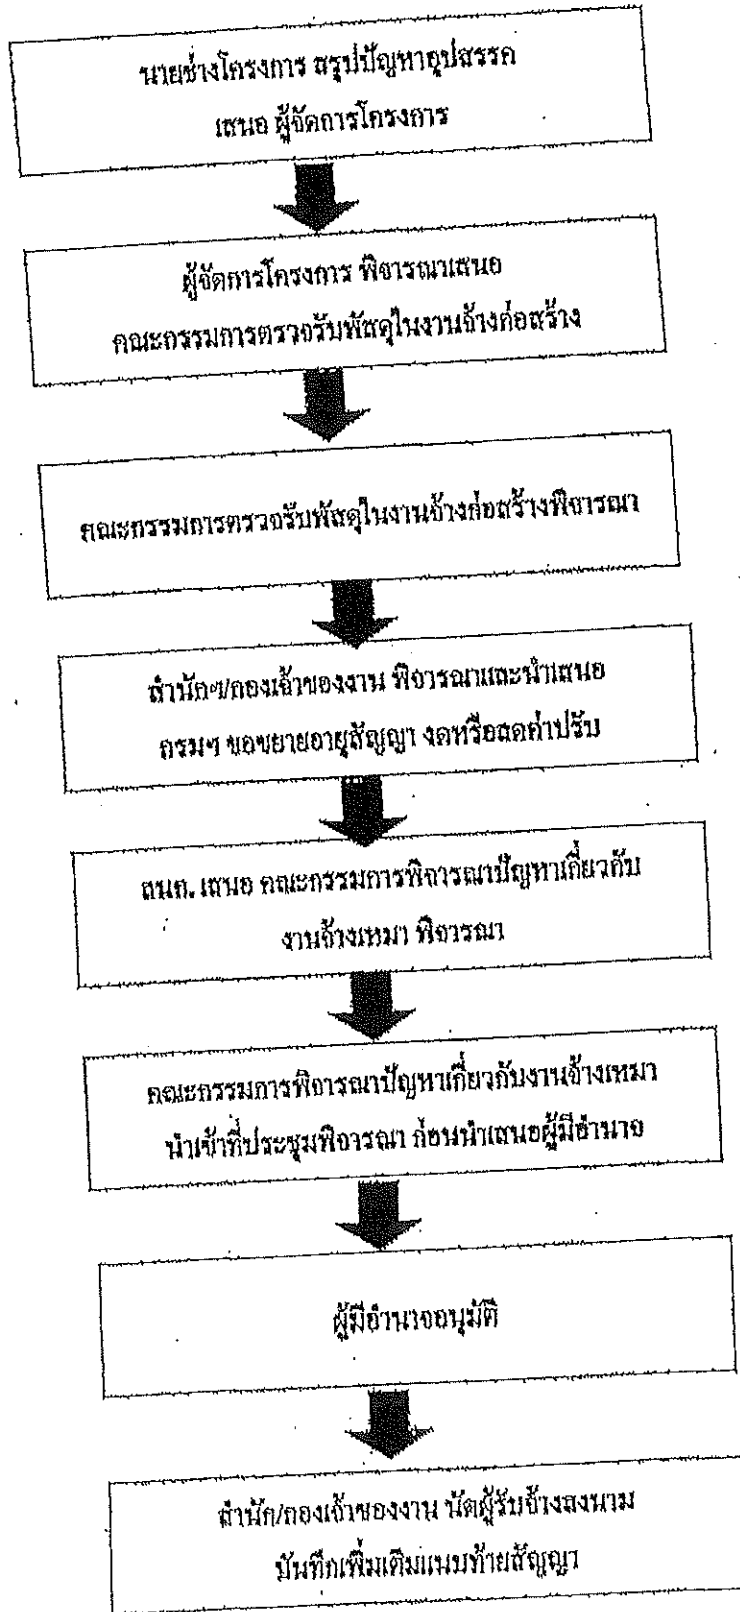 นายช่างโครงการ สรุปปัญหาอุปสรรค
เสนอ ผู้จัดการโครงการ
ผู้จัดการโครงการ พิจารณาเสนอ
คณะกรรมการตรวจรับพัสดุในงานจ้างก่อสร้าง
คณะกรรมการตรวจรับพัสดุในงานจ้างก่อสร้างพิจารณา
สำนักฯ/กองเจ้าของงาน พิจารณาและนำเสนอ
กรมฯ ขอขยายอายุสัญญา งดหรือลดค่าปรับ
สนก. เสนอ คณะกรรมการพิจารณาปัญหาเกี่ยวกับ
งานจ้างเหมา พิจารณา
คณะกรรมการพิจารณาปัญหาเกี่ยวกับงานจ้างเหมา
นำเข้าที่ประชุมพิจารณา ก่อนนำเสนอผู้มีอำนาจ
ผู้มีอำนาจอนุมัติ
สำนัก/กองเจ้าของงาน นัดผู้รับจ้างลงนาม
บันทึกเพิ่มเติมแนบท้ายสัญญา